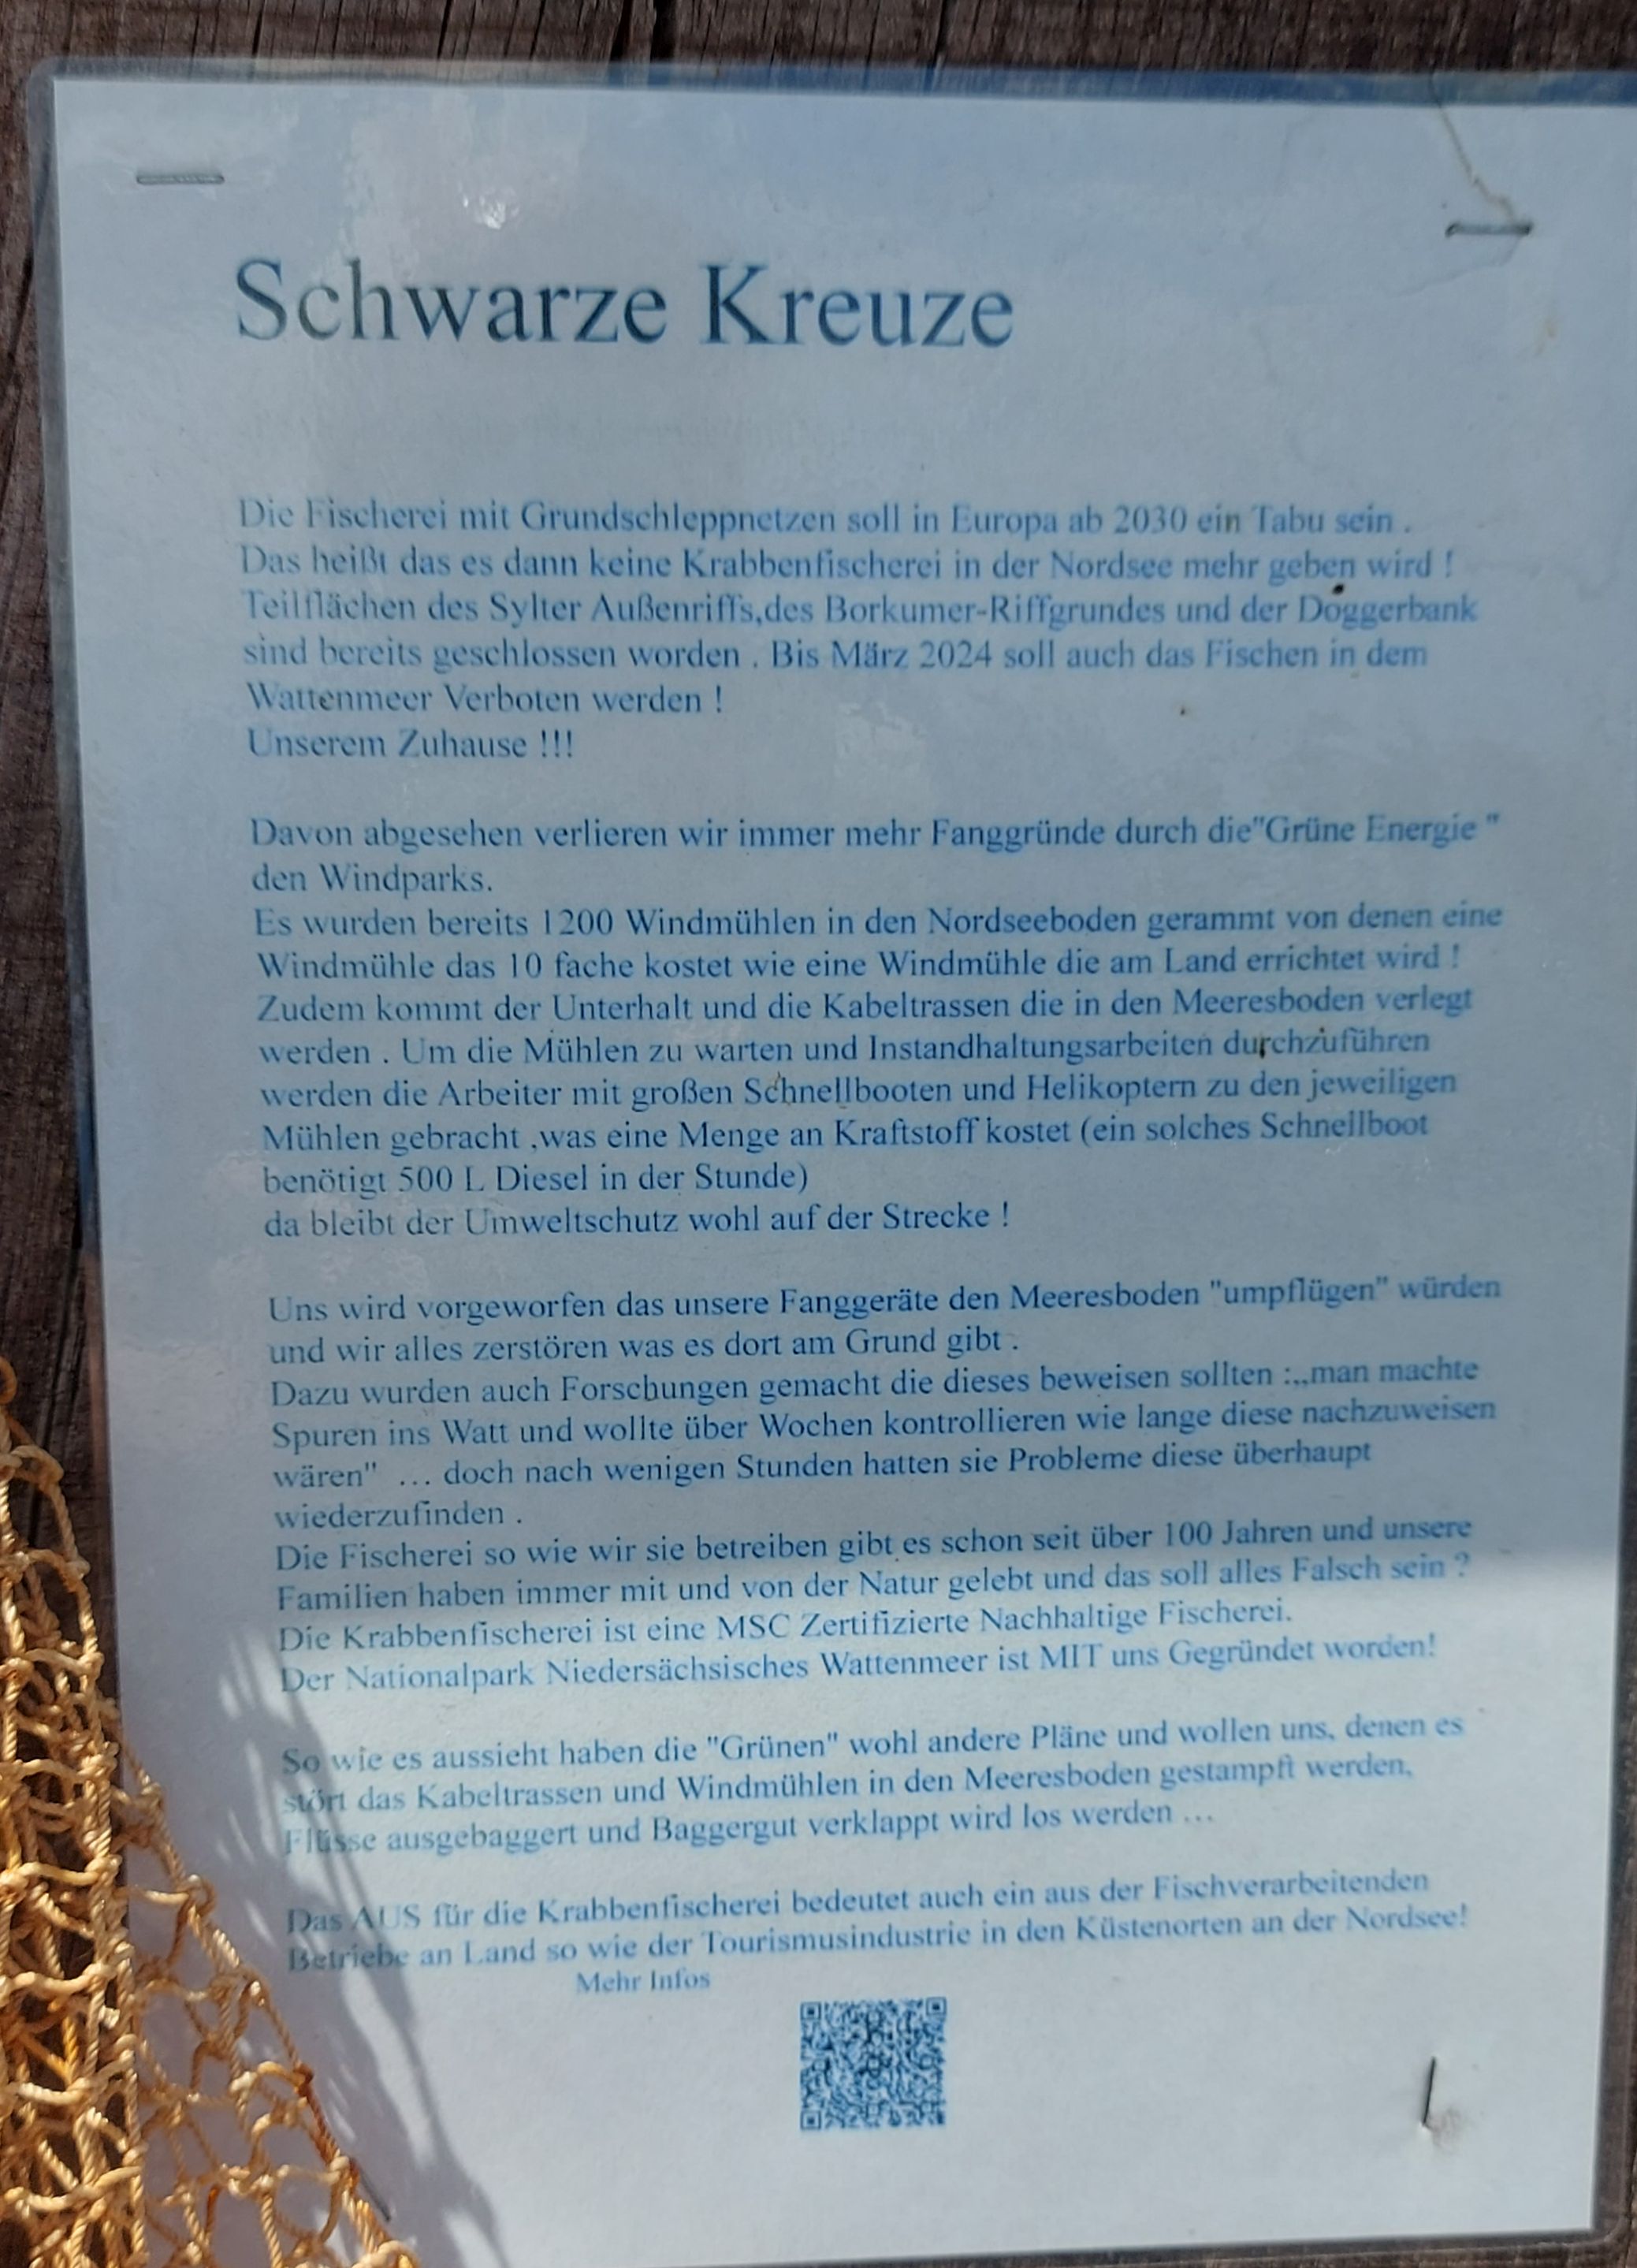 Schwarze Kreuze
Die Fischerei mit Grundschleppnetzen soll in Europa ab 2030 ein Tabu sein .
Das heißt das es dann keine Krabbenfischerei in der Nordsee mehr geben wird !
Teilflächen des Sylter Außenriffs,des Borkumer-Riffgrundes und der Doggerbank
sind bereits geschlossen worden . Bis März 2024 soll auch das Fischen in dem
Wattenmeer Verboten werden !
Unserem Zuhause !!!
Davon abgesehen verlieren wir immer mehr Fanggründe durch die"Grüne Energie "
den Windparks.
Es wurden bereits 1200 Windmühlen in den Nordseeboden gerammt von denen eine
Windmühle das 10 fache kostet wie eine Windmühle die am Land errichtet wird !
Zudem kommt der Unterhalt und die Kabeltrassen die in den Meeresboden verlegt
werden . Um die Mühlen zu warten und Instandhaltungsarbeiten durchzuführen
werden die Arbeiter mit großen Schnellbooten und Helikoptern zu den jeweiligen
Mühlen gebracht ,was eine Menge an Kraftstoff kostet (ein solches Schnellboot
benötigt 500 L Diesel in der Stunde)
da bleibt der Umweltschutz wohl auf der Strecke !
Uns wird vorgeworfen das unsere Fanggeräte den Meeresboden "umpflügen" würden
und wir alles zerstören was es dort am Grund gibt .
Dazu wurden auch Forschungen gemacht die dieses beweisen sollten :„man machte
Spuren ins Watt und wollte über Wochen kontrollieren wie lange diese nachzuweisen
wären" … doch nach wenigen Stunden hatten sie Probleme diese überhaupt
wiederzufinden .
Die Fischerei so wie wir sie betreiben gibt es schon seit über 100 Jahren und unsere
Familien haben immer mit und von der Natur gelebt und das soll alles Falsch sein ?
Die Krabbenfischerei ist eine MSC Zertifizierte Nachhaltige Fischerei.
Der Nationalpark Niedersächsisches Wattenmeer ist MIT uns Gegründet worden!
So wie es aussieht haben die "Grünen" wohl andere Pläne und wollen uns, denen es
stört das Kabeltrassen und Windmühlen in den Meeresboden gestampft werden,
Flüsse ausgebaggert und Baggergut verklappt wird los werden …
Das AUS für die Krabbenfischerei bedeutet auch ein aus der Fischverarbeitenden
Betriebe an Land so wie der Tourismusindustrie in den Küstenorten an der Nordsee!
Mehr Infos